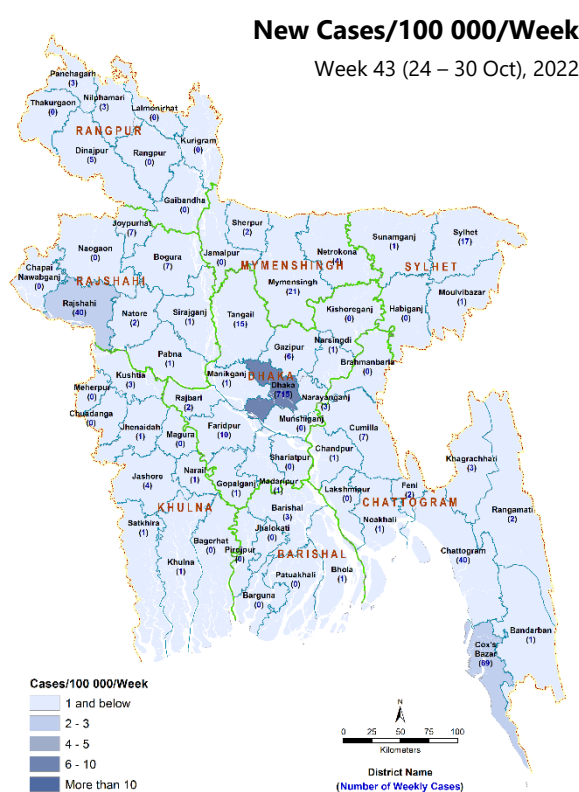 New Cases/100 000/Week
Week 43 (24 – 30 Oct), 2022
Panchagarh
(3)
Nilphamari
(3)
Thakurgaon
(0)
Lalmonirhat
(0)
RANGPUR
Kurigram
(0)
Dinajpur
(5)
Rangpur
(0)
Gaibandha
(0)
Joypurhat
(7)
Sherpur
(2)
Sunamganj
(1)
Sylhet
(17)
Naogaon
(0)
Bogura
(7)
Jamalpur
(0)
Netrokona
MYMENSINGH
SYLHET
Chapai
Nawabganj
(0)
RAJSHAHI
Mymensingh
(21)
Moulvibazar
(1)
Rajshahi
(40)
Natore
(2)
Sirajganj
(1)
Tangail
(15)
Kishoreganj
(0)
Habiganj
(0)
Gazipur
(6)
Narsingdi
(1)
Pabna
(1)
Brahmanbaria
(0)
Meherpur
(0)
Kushtia
(3)
Manikganj
(1)
DHAKA
Dhaka
(715)
Narayanganj
(3)
Chuadanga
(0)
Rajbari
(2)
Munshiganj
(0)
Jhenaidah
(1)
Magura
(0)
Faridpur
(19)
Cumilla
(7)
Khagrachhari
(3)
Shariatpur
(0)
Chandpur
(1)
Jashore
(4)
Narail
(1)
Gopalganj
(1)
Madaripur
(1)
Lakshmipur
(0)
Feni
(2)
CHATTOGRAM
Rangamati
(2)
KHULNA
Barishal
(3)
Noakhali
(1)
Satkhira
(1)
Jhalokati
(0)
Bagerhat
(0)
Pirojpur
(0)
BARISHAL
Chattogram
(40)
Khulna
(1)
Patuakhali
(0)
Bhola
(1)
Barguna
(0)
Bandarban
(1)
Cox's
Bazar
(69)
Cases/100 000/Week
1 and below
2 - 3
4 - 5
6 - 10
More than 10
N
0 25 50 75 100
Kilometers
District Name
(Number of Weekly Cases)